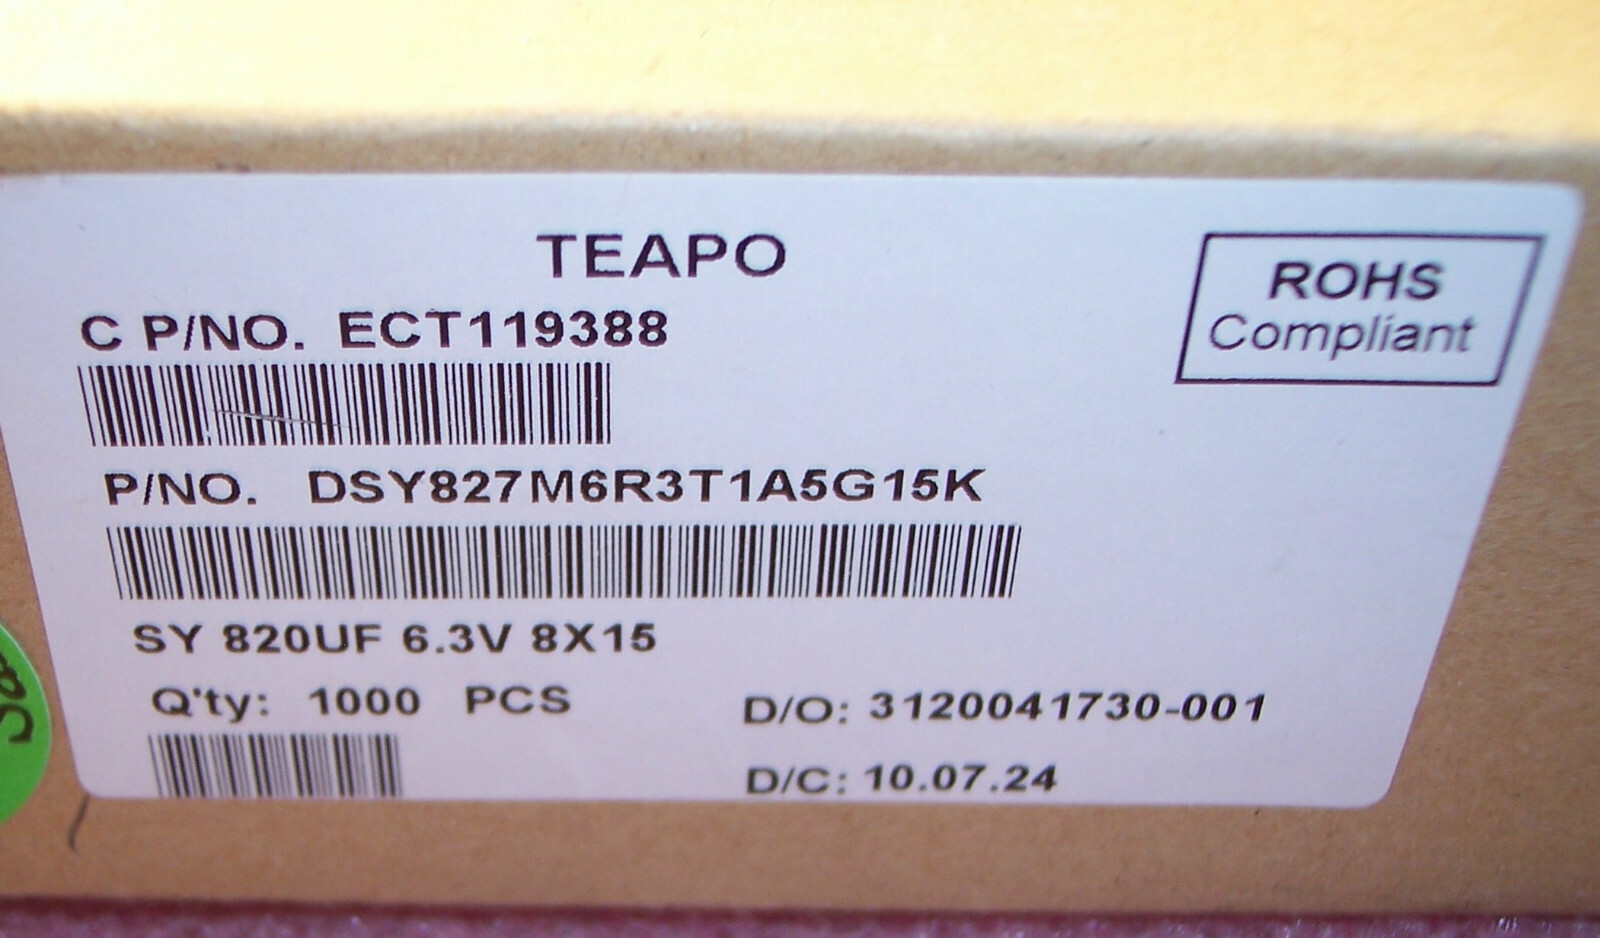 TEAPO
ROHS
Compliant
C P/NO. ECT119388
P/NO. DSY827M6R3T1A5G15K
SY 820UF 6.3V 8X15
Q'ty: 1000 PCS
D/O: 3120041730-001
D/C: 10.07.24